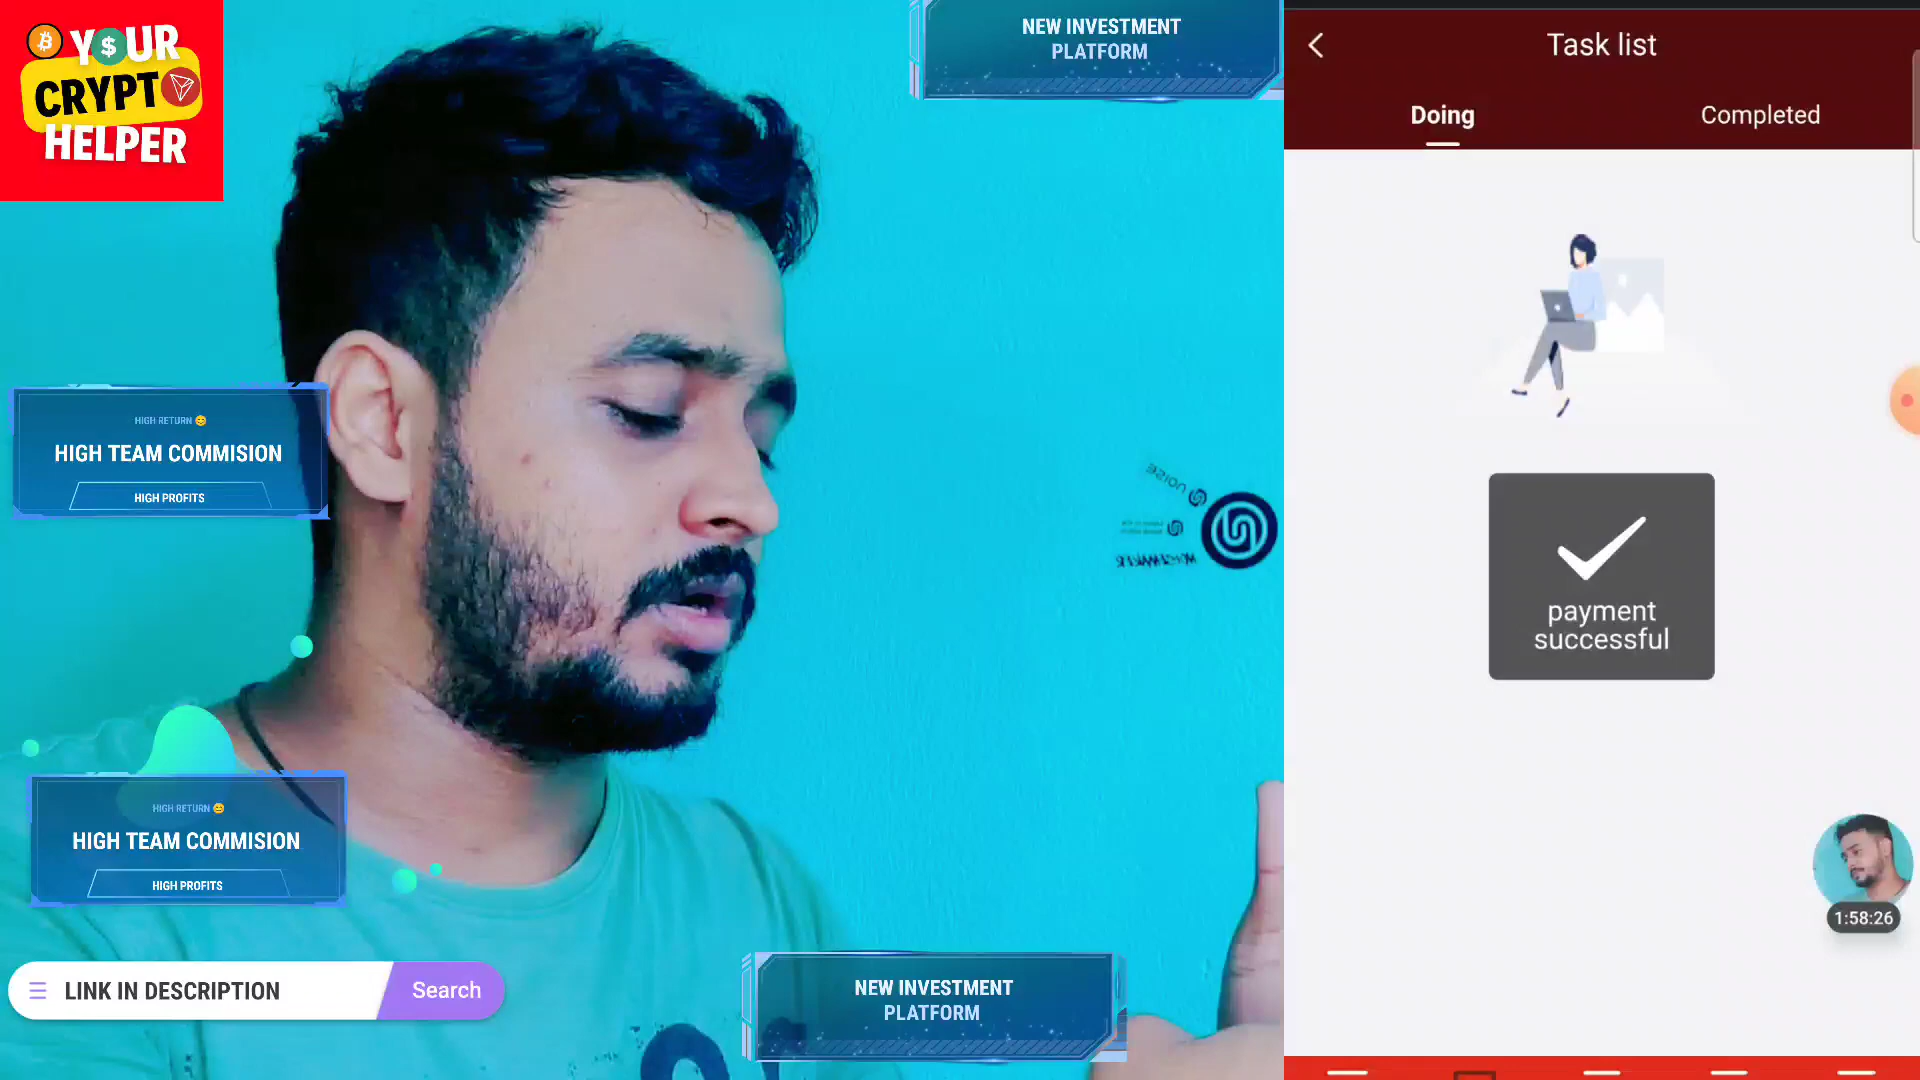 YOUR
CRYPTO
HELPER
NEW INVESTMENT
PLATFORM
Task list
Doing
Completed
HIGH RETURN 😊
HIGH TEAM COMMISION
HIGH PROFITS
payment
successful
HIGH RETURN 😊
HIGH TEAM COMMISION
HIGH PROFITS
1:58:26
LINK IN DESCRIPTION
Search
NEW INVESTMENT
PLATFORM